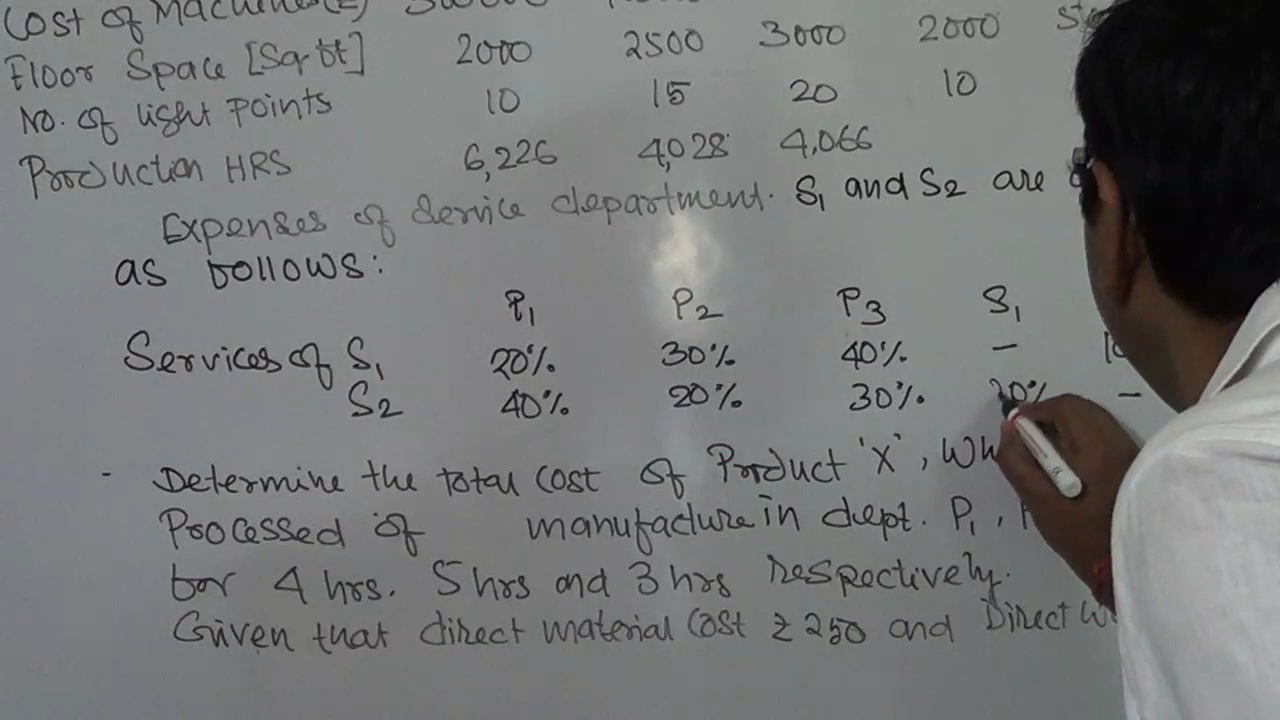 Cost of Machine(₹)
Floor Space [Sq. ft] 2000 2500 3000 2000
No. of light points 10 15 20 10
Production HRS 6,226 4,028 4,066
Expenses of Service department. S1 and S2 are
as follows:
P1 P2 P3 S1
Services of S1 20% 30% 40% –
S2 40% 20% 30% –
- Determine the total cost of Product 'X',
Processed of manufacture in dept. P1,
for 4 hrs. 5 hrs and 3 hrs respectively.
Given that direct material cost ₹ 250 and Direct